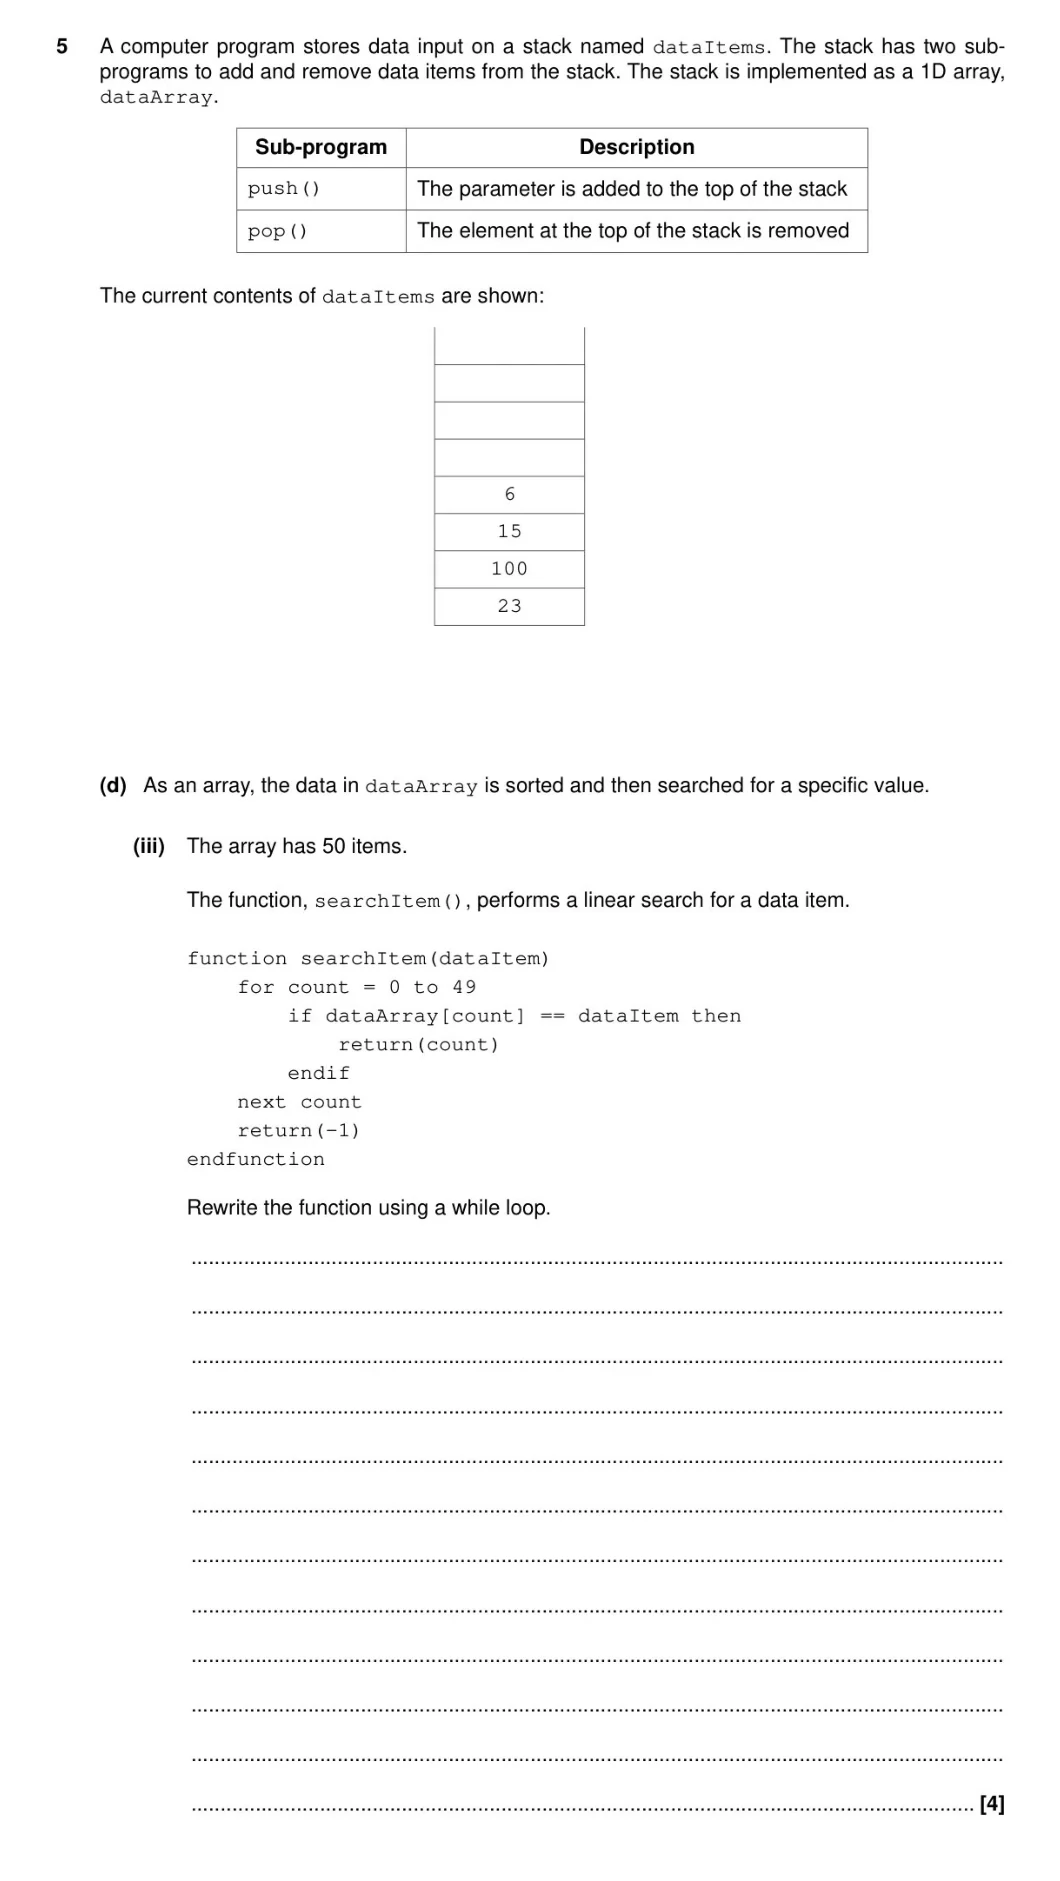 5 A computer program stores data input on a stack named dataItems. The stack has two sub-
programs to add and remove data items from the stack. The stack is implemented as a 1D array,
dataArray.
Sub-program Description
push() The parameter is added to the top of the stack
pop() The element at the top of the stack is removed
The current contents of dataItems are shown:
6
15
100
23
(d) As an array, the data in dataArray is sorted and then searched for a specific value.
(iii) The array has 50 items.
The function, searchItem(), performs a linear search for a data item.
function searchItem(dataItem)
    for count = 0 to 49
        if dataArray[count] == dataItem then
            return(count)
        endif
    next count
    return(-1)
endfunction
Rewrite the function using a while loop.
[4]